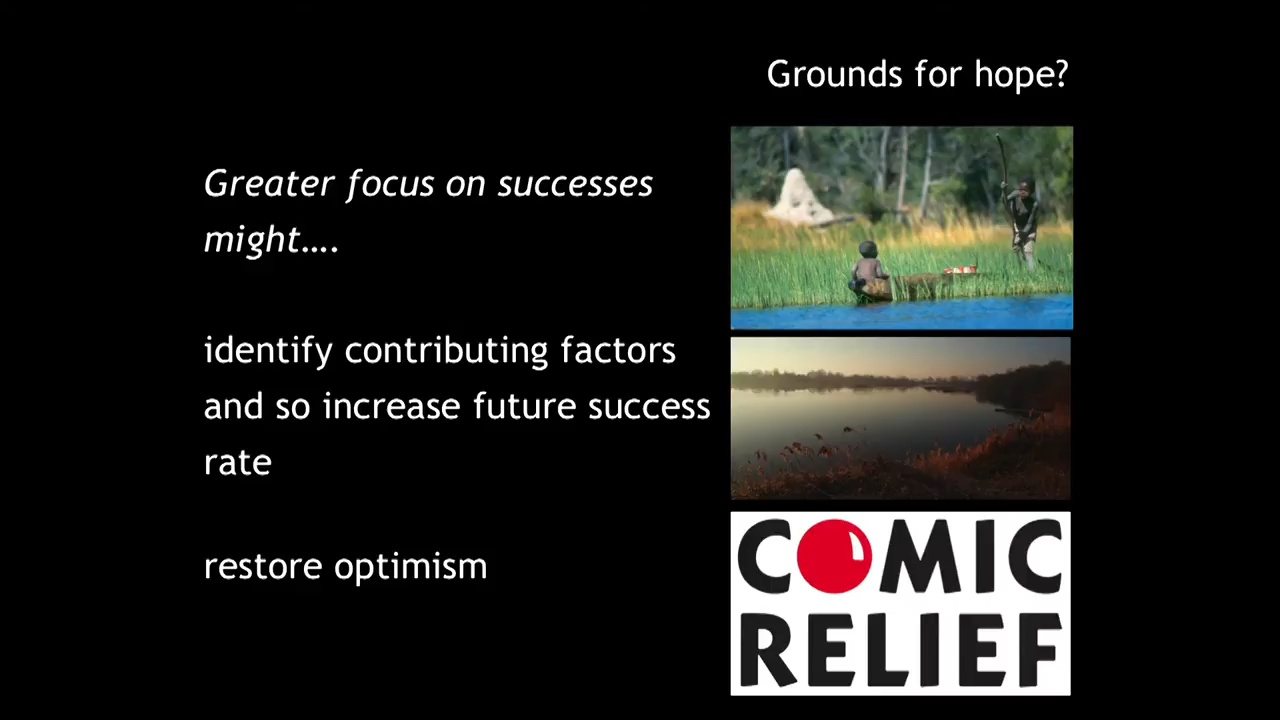 Grounds for hope?
Greater focus on successes
might....
identify contributing factors
and so increase future success
rate
restore optimism
COMIC
RELIEF